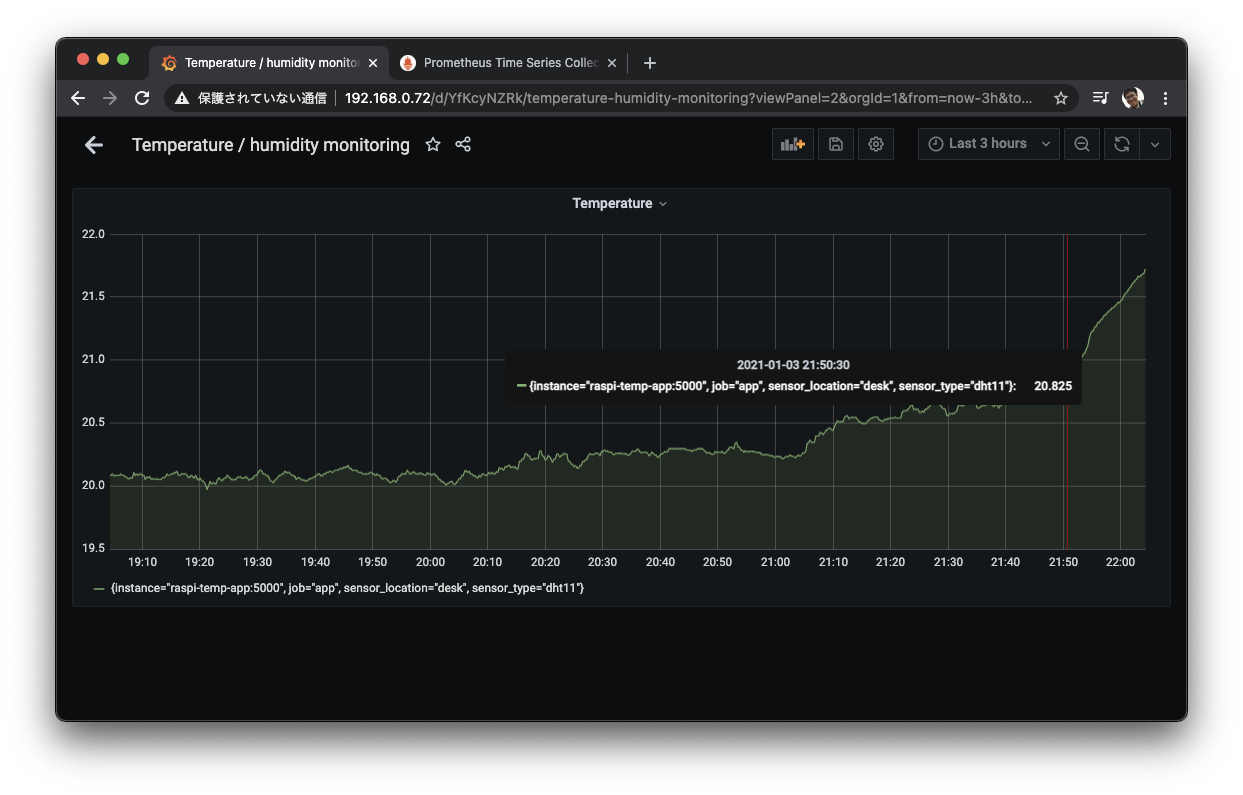 Temperature / humidity monito
Prometheus Time Series Collec
保護されていない通信
192.168.0.72/d/YfKcyNZRk/temperature-humidity-monitoring?viewPanel=2&orgId=1&from=now-3h&to...
Temperature / humidity monitoring
Last 3 hours
Temperature
22.0
21.5
21.0
20.5
20.0
19.5
2021-01-03 21:50:30
{instance="raspi-temp-app:5000", job="app", sensor_location="desk", sensor_type="dht11"}: 20.825
19:10 19:20 19:30 19:40 19:50 20:00 20:10 20:20 20:30 20:40 20:50 21:00 21:10 21:20 21:30 21:40 21:50 22:00
{instance="raspi-temp-app:5000", job="app", sensor_location="desk", sensor_type="dht11"}